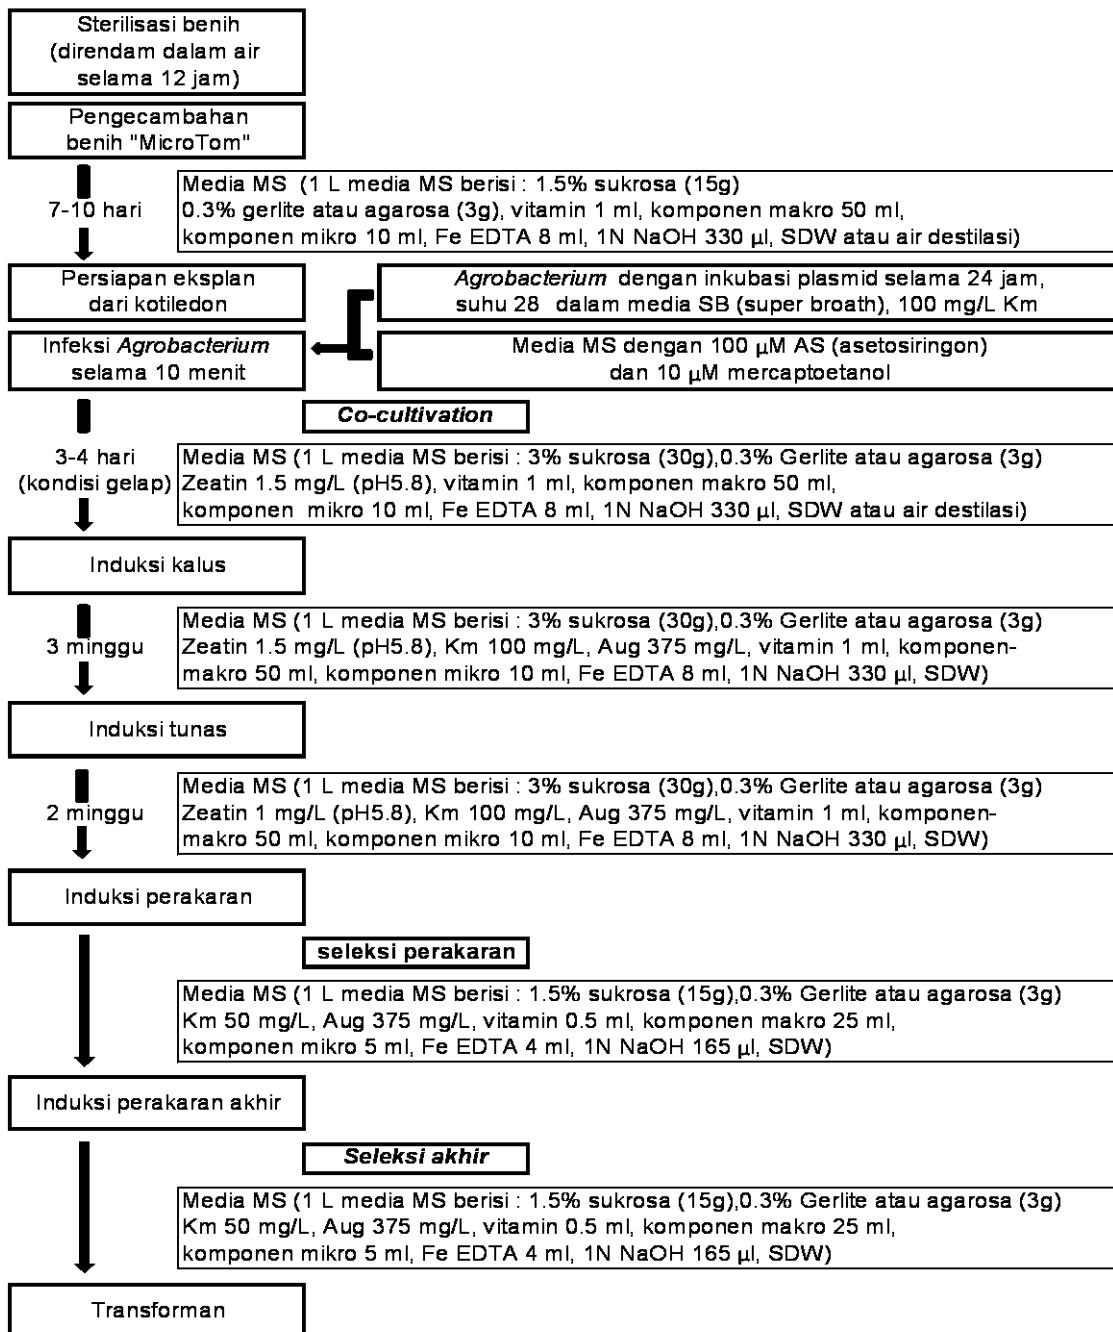 Sterilisasi benih
(direndam dalam air
selama 12 jam)
Pengecambahan
benih "MicroTom"
7-10 hari
Media MS (1 L media MS berisi : 1.5% sukrosa (15g)
0.3% gerlite atau agarosa (3g), vitamin 1 ml, komponen makro 50 ml,
komponen mikro 10 ml, Fe EDTA 8 ml, 1N NaOH 330 µl, SDW atau air destilasi)
Persiapan eksplan
dari kotiledon
Agrobacterium dengan inkubasi plasmid selama 24 jam,
suhu 28 dalam media SB (super broath), 100 mg/L Km
Infeksi Agrobacterium
selama 10 menit
Media MS dengan 100 µM AS (asetosiringon)
dan 10 µM mercaptoetanol
Co-cultivation
3-4 hari
(kondisi gelap)
Media MS (1 L media MS berisi : 3% sukrosa (30g),0.3% Gerlite atau agarosa (3g)
Zeatin 1.5 mg/L (pH5.8), vitamin 1 ml, komponen makro 50 ml,
komponen mikro 10 ml, Fe EDTA 8 ml, 1N NaOH 330 µl, SDW atau air destilasi)
Induksi kalus
3 minggu
Media MS (1 L media MS berisi : 3% sukrosa (30g),0.3% Gerlite atau agarosa (3g)
Zeatin 1.5 mg/L (pH5.8), Km 100 mg/L, Aug 375 mg/L, vitamin 1 ml, komponen-
makro 50 ml, komponen mikro 10 ml, Fe EDTA 8 ml, 1N NaOH 330 µl, SDW)
Induksi tunas
2 minggu
Media MS (1 L media MS berisi : 3% sukrosa (30g),0.3% Gerlite atau agarosa (3g)
Zeatin 1 mg/L (pH5.8), Km 100 mg/L, Aug 375 mg/L, vitamin 1 ml, komponen-
makro 50 ml, komponen mikro 10 ml, Fe EDTA 8 ml, 1N NaOH 330 µl, SDW)
Induksi perakaran
seleksi perakaran
Media MS (1 L media MS berisi : 1.5% sukrosa (15g),0.3% Gerlite atau agarosa (3g)
Km 50 mg/L, Aug 375 mg/L, vitamin 0.5 ml, komponen makro 25 ml,
komponen mikro 5 ml, Fe EDTA 4 ml, 1N NaOH 165 µl, SDW)
Induksi perakaran akhir
Seleksi akhir
Media MS (1 L media MS berisi : 1.5% sukrosa (15g),0.3% Gerlite atau agarosa (3g)
Km 50 mg/L, Aug 375 mg/L, vitamin 0.5 ml, komponen makro 25 ml,
komponen mikro 5 ml, Fe EDTA 4 ml, 1N NaOH 165 µl, SDW)
Transforman